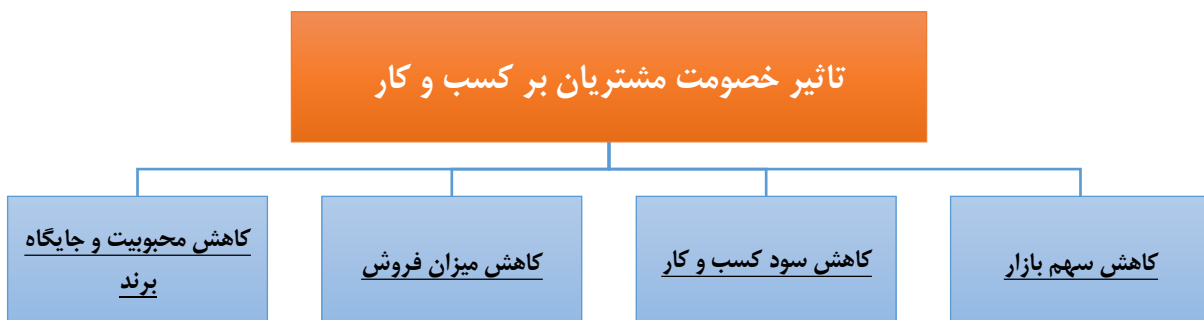 تاثیر خصومت مشتریان بر کسب و کار
کاهش سهم بازار
کاهش سود کسب و کار
کاهش میزان فروش
کاهش محبوبیت و جایگاه
برند